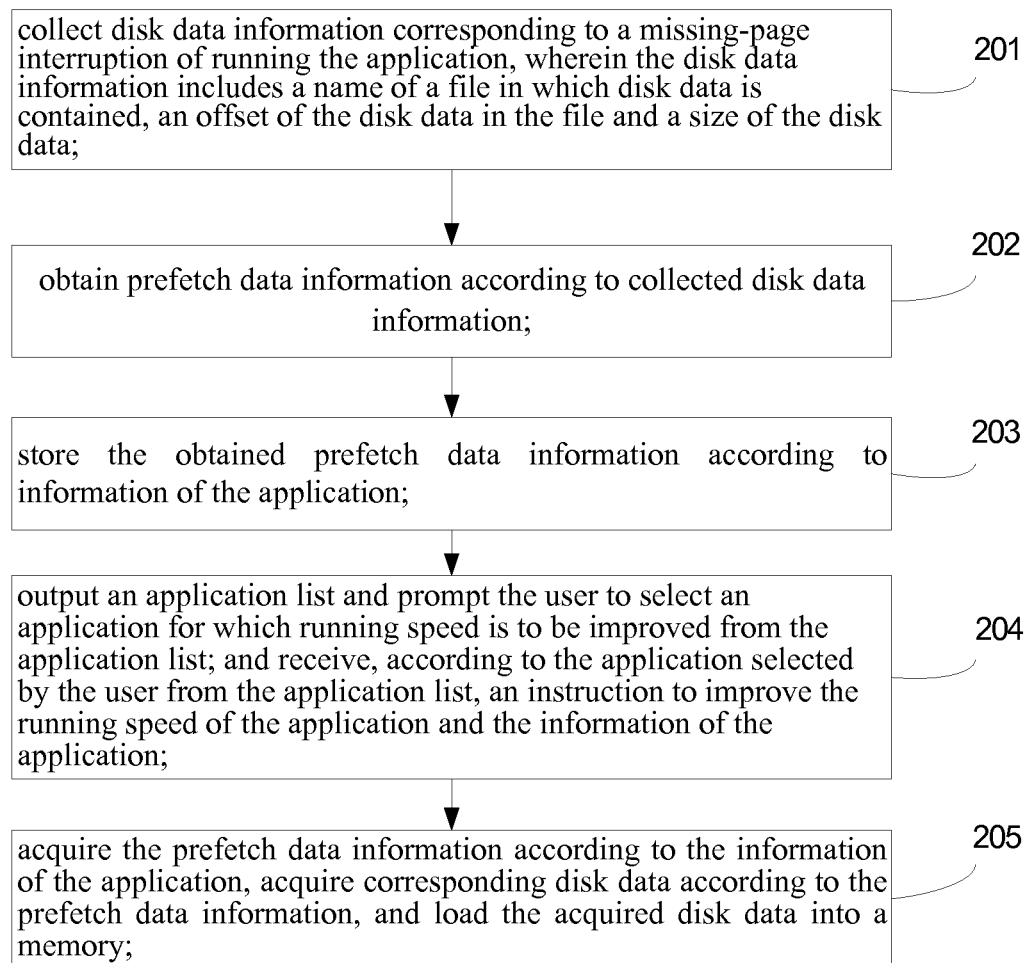 collect disk data information corresponding to a missing-page
interruption of running the application, wherein the disk data
information includes a name of a file in which disk data is
contained, an offset of the disk data in the file and a size of the disk
data;
201
obtain prefetch data information according to collected disk data
information;
202
store the obtained prefetch data information according to
information of the application;
203
output an application list and prompt the user to select an
application for which running speed is to be improved from the
application list; and receive, according to the application selected
by the user from the application list, an instruction to improve the
running speed of the application and the information of the
application;
204
acquire the prefetch data information according to the information
of the application, acquire corresponding disk data according to the
prefetch data information, and load the acquired disk data into a
memory;
205